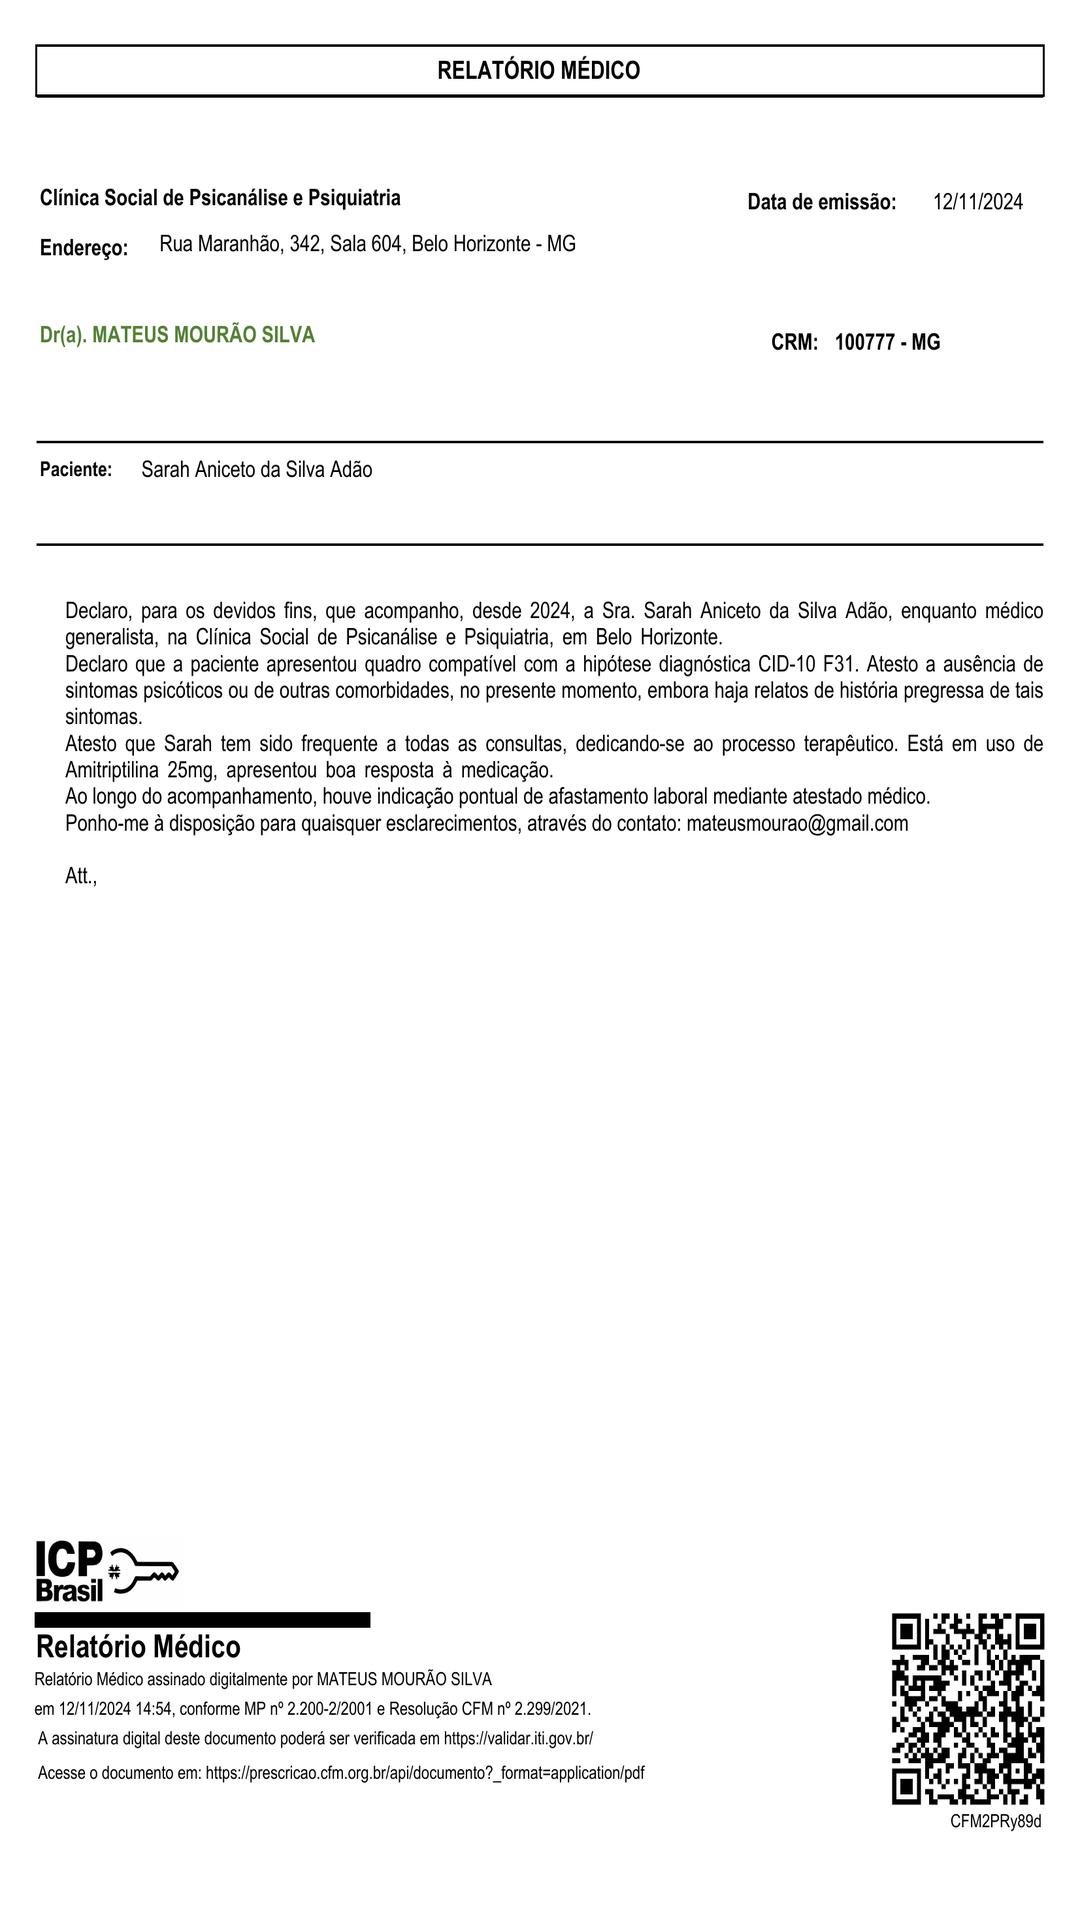 RELATÓRIO MÉDICO
Clínica Social de Psicanálise e Psiquiatria
Data de emissão: 12/11/2024
Endereço: Rua Maranhão, 342, Sala 604, Belo Horizonte - MG
Dr(a). MATEUS MOURÃO SILVA
CRM: 100777 - MG
Paciente: Sarah Aniceto da Silva Adão
Declaro, para os devidos fins, que acompanho, desde 2024, a Sra. Sarah Aniceto da Silva Adão, enquanto médico
generalista, na Clínica Social de Psicanálise e Psiquiatria, em Belo Horizonte.
Declaro que a paciente apresentou quadro compatível com a hipótese diagnóstica CID-10 F31. Atesto a ausência de
sintomas psicóticos ou de outras comorbidades, no presente momento, embora haja relatos de história pregressa de tais
sintomas.
Atesto que Sarah tem sido frequente a todas as consultas, dedicando-se ao processo terapêutico. Está em uso de
Amitriptilina 25mg, apresentou boa resposta à medicação.
Ao longo do acompanhamento, houve indicação pontual de afastamento laboral mediante atestado médico.
Ponho-me à disposição para quaisquer esclarecimentos, através do contato: mateusmourao@gmail.com
Att.,
ICP
Brasil
Relatório Médico
Relatório Médico assinado digitalmente por MATEUS MOURÃO SILVA
em 12/11/2024 14:54, conforme MP nº 2.200-2/2001 e Resolução CFM nº 2.299/2021.
A assinatura digital deste documento poderá ser verificada em https://validar.iti.gov.br/
Acesse o documento em: https://prescricao.cfm.org.br/api/documento?_format=application/pdf
CFM2PRy89d